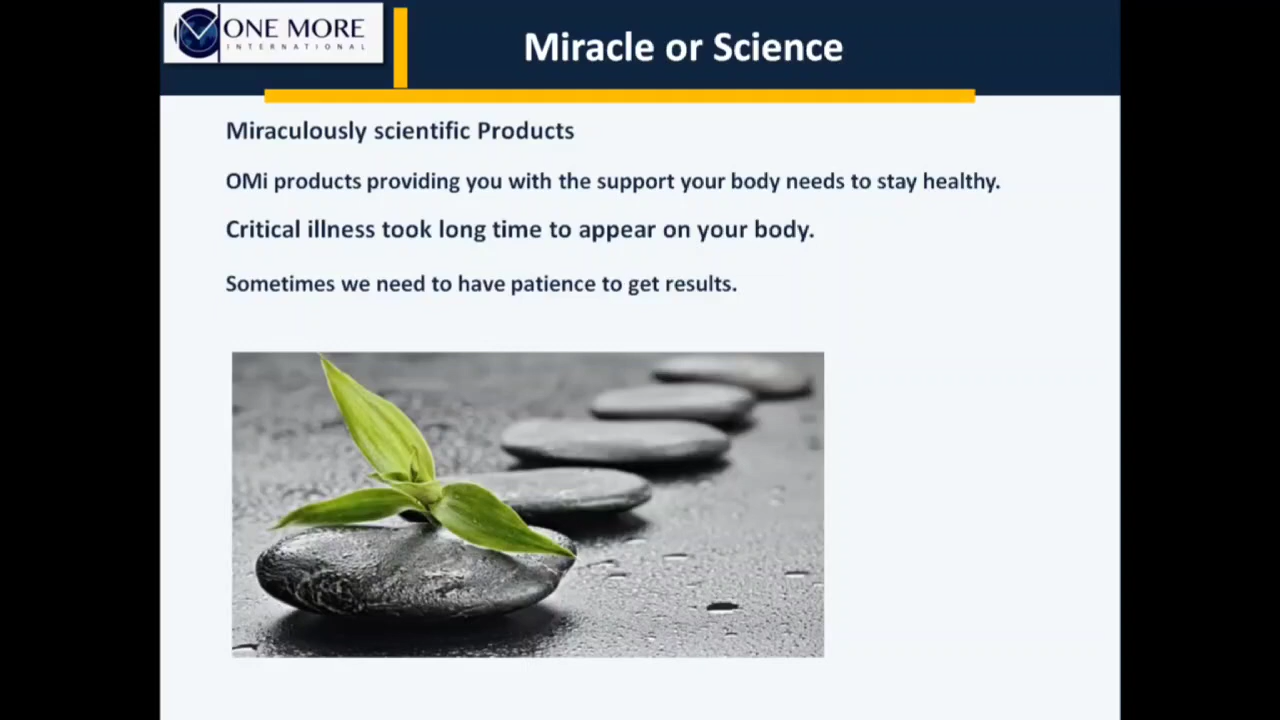 ONE MORE
INTERNATIONAL
Miracle or Science
Miraculously scientific Products
OMi products providing you with the support your body needs to stay healthy.
Critical illness took long time to appear on your body.
Sometimes we need to have patience to get results.